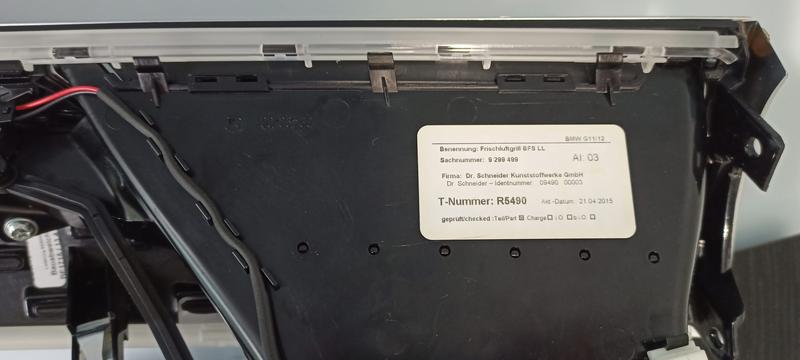 BMW G11/12
Benennung: Frischluftgrill BFS LL
Sachnummer: 9 299 499 AI: 03
Firma: Dr. Schneider Kunststoffwerke GmbH
Dr. Schneider – Identnummer: 09490 00003
T-Nummer: R5490 Akt.-Datum: 21.04.2015
geprüft/checked :Teil/Part Charge